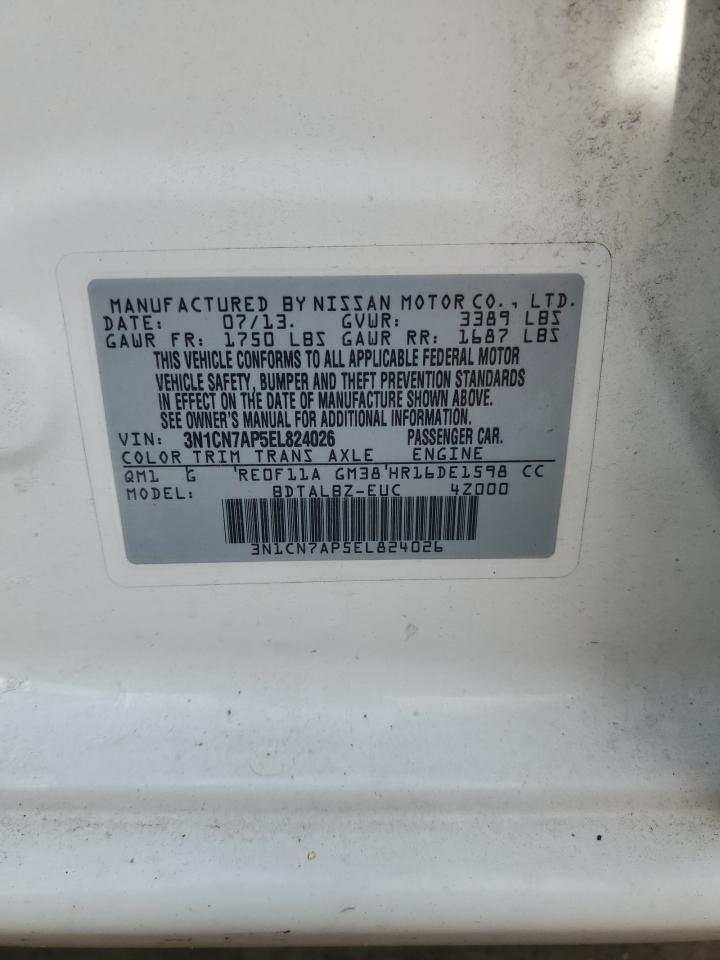 MANUFACTURED BY NISSAN MOTOR CO., LTD.
DATE: 07/13. GVWR: 3389 LBS
GAWR FR: 1750 LBS GAWR RR: 1687 LBS
THIS VEHICLE CONFORMS TO ALL APPLICABLE FEDERAL MOTOR
VEHICLE SAFETY, BUMPER AND THEFT PREVENTION STANDARDS
IN EFFECT ON THE DATE OF MANUFACTURE SHOWN ABOVE.
SEE OWNER'S MANUAL FOR ADDITIONAL INFORMATION.
VIN: 3N1CN7AP5EL824026 PASSENGER CAR.
COLOR TRIM TRANS AXLE ENGINE
QM1 G 'RE0F11A GM38'HR16DE1598 CC
MODEL: BDTALBZ-EUC 4Z000
3N1CN7AP5EL824026